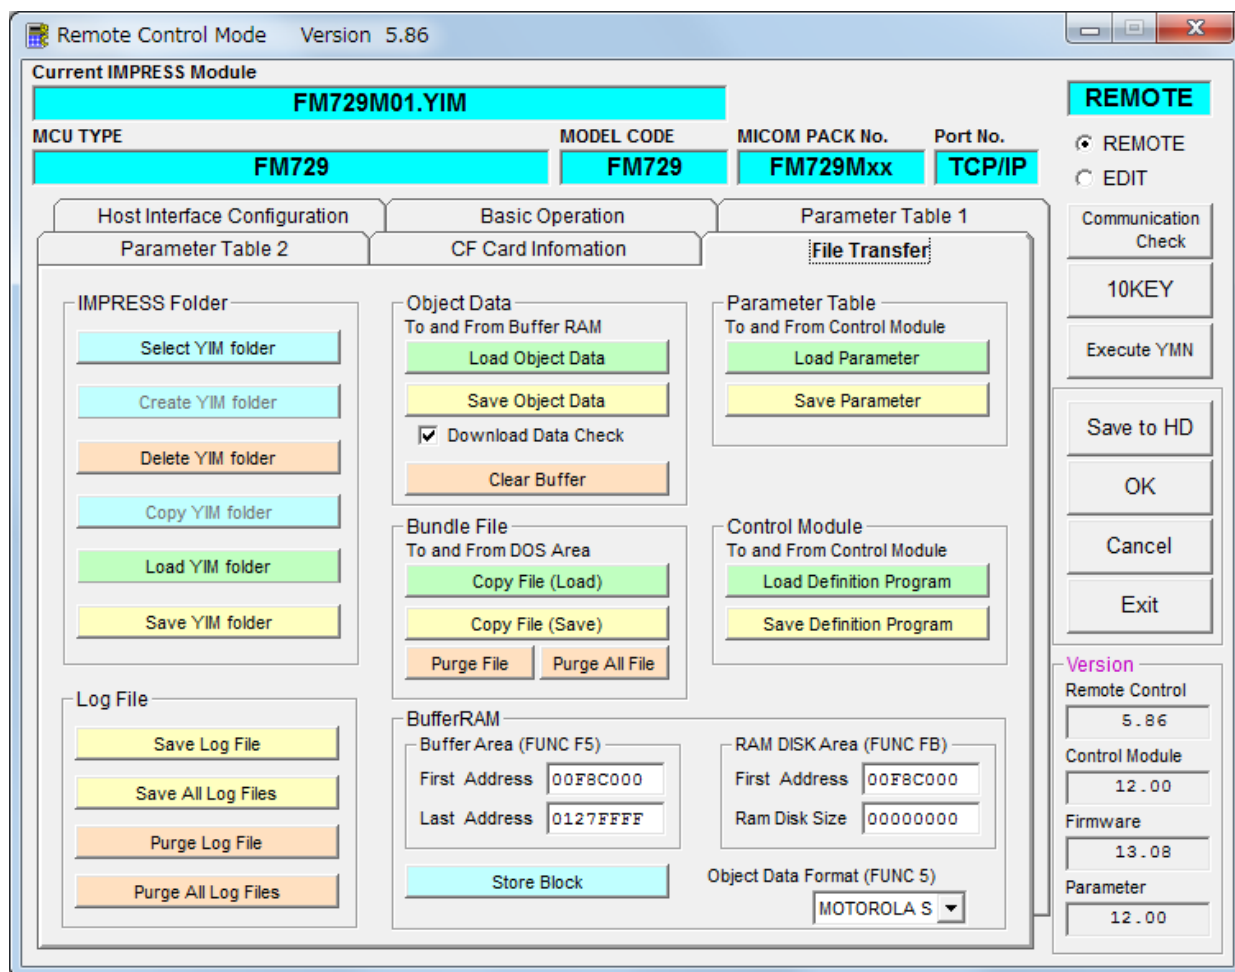 Remote Control Mode Version 5.86
Current IMPRESS Module
FM729M01.YIM
MCU TYPE
FM729
MODEL CODE
FM729
MICOM PACK No.
FM729Mxx
Port No.
TCP/IP
REMOTE
REMOTE
EDIT
Communication
Check
10KEY
Execute YMN
Save to HD
OK
Cancel
Exit
Host Interface Configuration
Basic Operation
Parameter Table 1
Parameter Table 2
CF Card Infomation
File Transfer
IMPRESS Folder
Select YIM folder
Create YIM folder
Delete YIM folder
Copy YIM folder
Load YIM folder
Save YIM folder
Log File
Save Log File
Save All Log Files
Purge Log File
Purge All Log Files
Object Data
To and From Buffer RAM
Load Object Data
Save Object Data
Download Data Check
Clear Buffer
Bundle File
To and From DOS Area
Copy File (Load)
Copy File (Save)
Purge File
Purge All File
Parameter Table
To and From Control Module
Load Parameter
Save Parameter
Control Module
To and From Control Module
Load Definition Program
Save Definition Program
BufferRAM
Buffer Area (FUNC F5)
First Address 00F8C000
Last Address 0127FFFF
Store Block
RAM DISK Area (FUNC FB)
First Address 00F8C000
Ram Disk Size 00000000
Object Data Format (FUNC 5)
MOTOROLA S
Version
Remote Control
5.86
Control Module
12.00
Firmware
13.08
Parameter
12.00